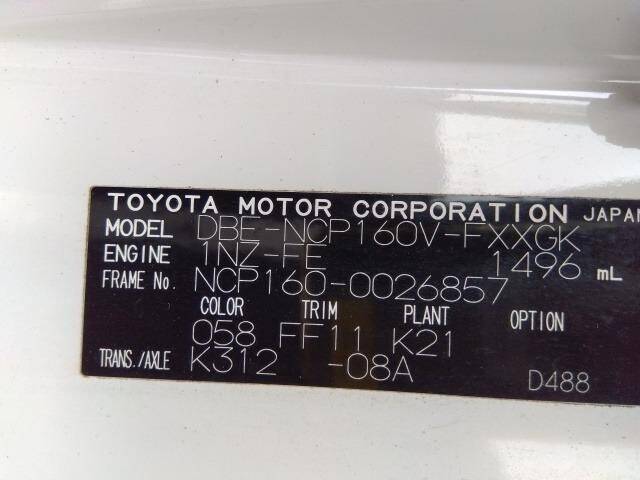 TOYOTA MOTOR CORPORATION JAPAN
MODEL DBE-NCP160V-FXXGK
ENGINE 1NZ-FE 1496 mL
FRAME No. NCP160-0026857
COLOR TRIM PLANT OPTION
058 FF11 K21
TRANS./AXLE K312 -08A
D488